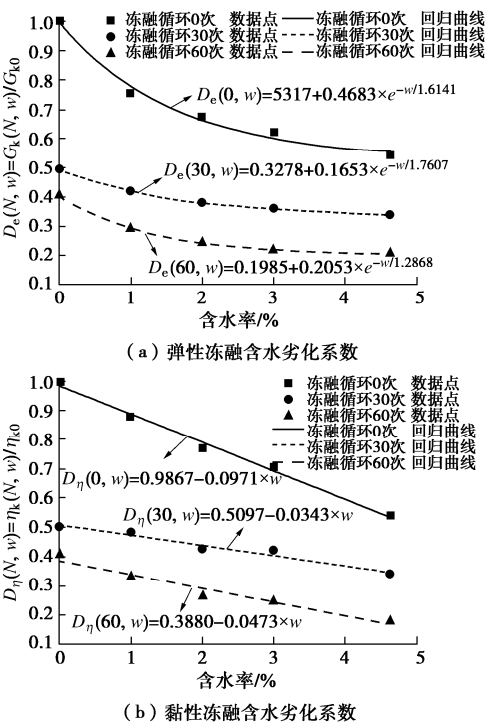 1.0
0.9
0.8
0.7
0.6
0.5
0.4
0.3
0.2
0.1
0 1 2 3 4 5
De(N, w)=Gk(N, w)/Gk0
含水率/%
冻融循环0次 数据点
冻融循环30次 数据点
冻融循环60次 数据点
冻融循环0次 回归曲线
冻融循环30次 回归曲线
冻融循环60次 回归曲线
De(0, w)=5317+0.4683×e-w/1.6141
De(30, w)=0.3278+0.1653×e-w/1.7607
De(60, w)=0.1985+0.2053×e-w/1.2868
(a) 弹性冻融含水劣化系数
1.0
0.9
0.8
0.7
0.6
0.5
0.4
0.3
0.2
0.1
0 1 2 3 4 5
Dη(N, w)=ηk(N, w)/ηk0
含水率/%
冻融循环0次 数据点
冻融循环30次 数据点
冻融循环60次 数据点
冻融循环0次 回归曲线
冻融循环30次 回归曲线
冻融循环60次 回归曲线
Dη(0, w)=0.9867-0.0971×w
Dη(30, w)=0.5097-0.0343×w
Dη(60, w)=0.3880-0.0473×w
(b) 黏性冻融含水劣化系数